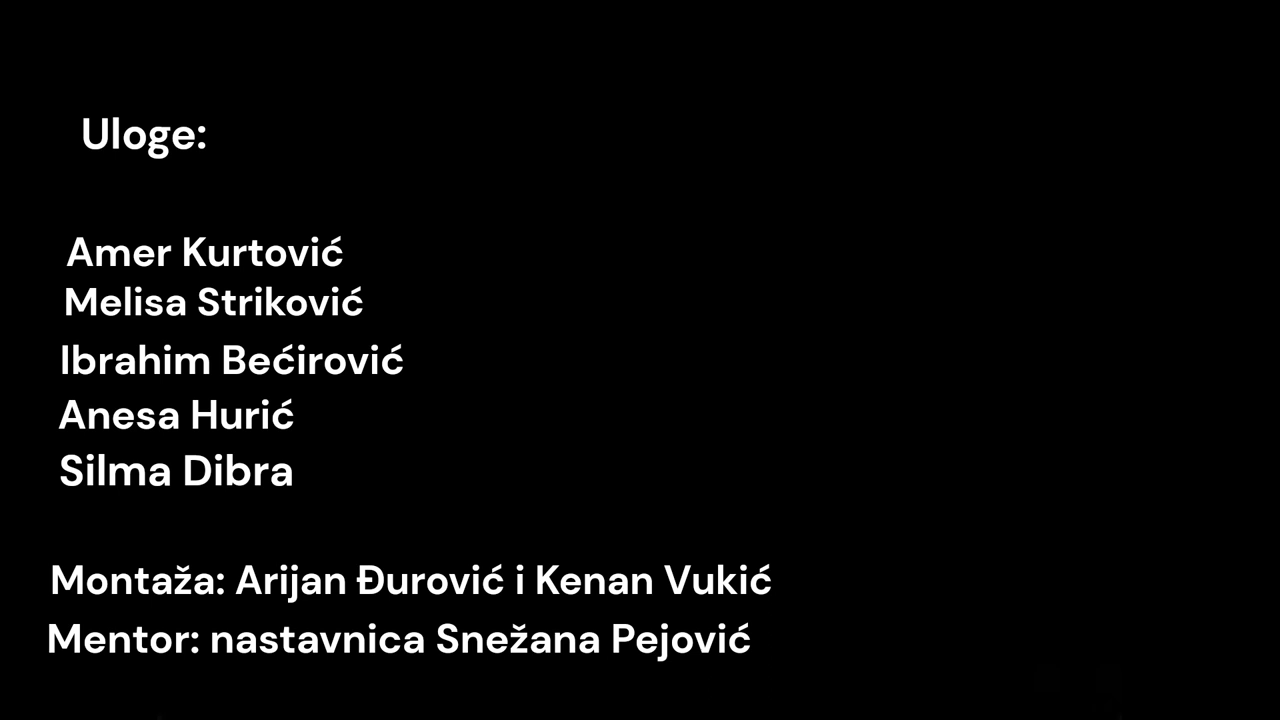 Uloge:
Amer Kurtović
Melisa Striković
Ibrahim Bećirović
Anesa Hurić
Silma Dibra
Montaža: Arijan Đurović i Kenan Vukić
Mentor: nastavnica Snežana Pejović